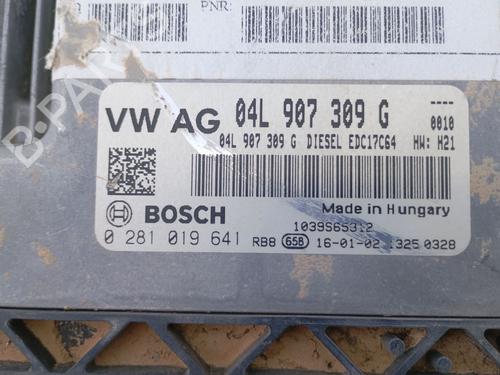 PNR:
VW AG 04L 907 309 G ----
0010
04L 907 309 G DIESEL EDC17C64 HW: H21
BOSCH
Made in Hungary
1039S65312
0 281 019 641 RB8 65B 16-01-02 1325 0328
B-PARTS